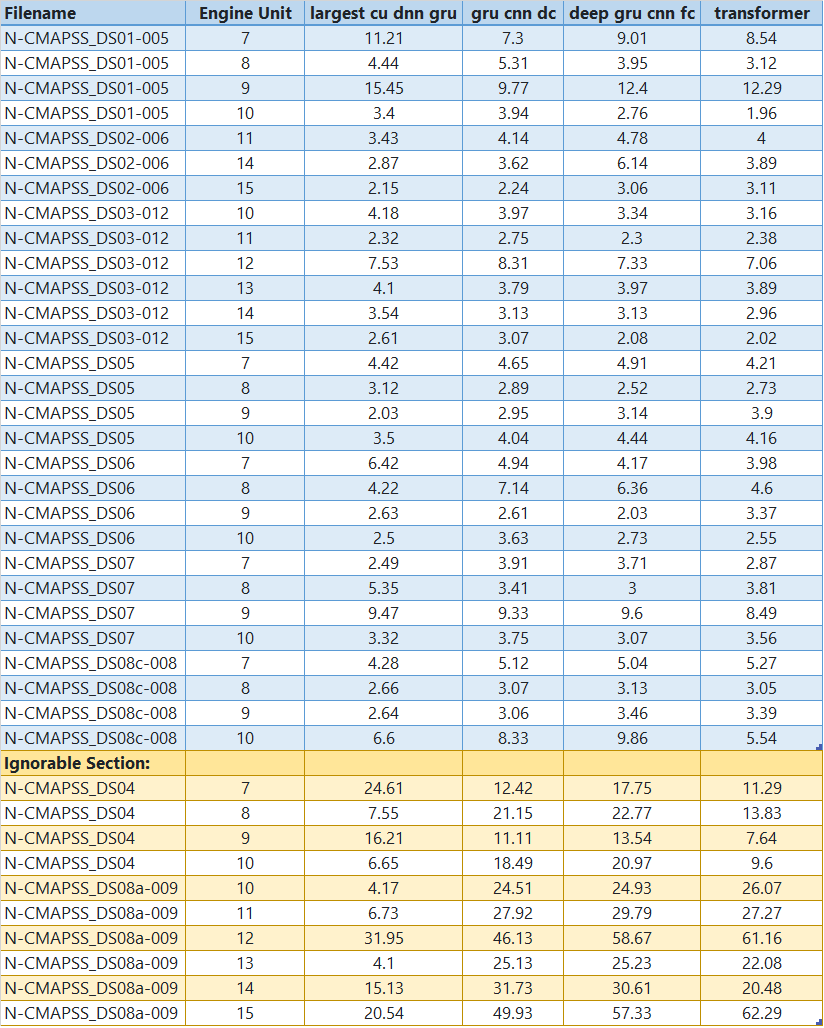 Filename Engine Unit largest cu dnn gru gru cnn dc deep gru cnn fc transformer
N-CMAPSS_DS01-005 7 11.21 7.3 9.01 8.54
N-CMAPSS_DS01-005 8 4.44 5.31 3.95 3.12
N-CMAPSS_DS01-005 9 15.45 9.77 12.4 12.29
N-CMAPSS_DS01-005 10 3.4 3.94 2.76 1.96
N-CMAPSS_DS02-006 11 3.43 4.14 4.78 4
N-CMAPSS_DS02-006 14 2.87 3.62 6.14 3.89
N-CMAPSS_DS02-006 15 2.15 2.24 3.06 3.11
N-CMAPSS_DS03-012 10 4.18 3.97 3.34 3.16
N-CMAPSS_DS03-012 11 2.32 2.75 2.3 2.38
N-CMAPSS_DS03-012 12 7.53 8.31 7.33 7.06
N-CMAPSS_DS03-012 13 4.1 3.79 3.97 3.89
N-CMAPSS_DS03-012 14 3.54 3.13 3.13 2.96
N-CMAPSS_DS03-012 15 2.61 3.07 2.08 2.02
N-CMAPSS_DS05 7 4.42 4.65 4.91 4.21
N-CMAPSS_DS05 8 3.12 2.89 2.52 2.73
N-CMAPSS_DS05 9 2.03 2.95 3.14 3.9
N-CMAPSS_DS05 10 3.5 4.04 4.44 4.16
N-CMAPSS_DS06 7 6.42 4.94 4.17 3.98
N-CMAPSS_DS06 8 4.22 7.14 6.36 4.6
N-CMAPSS_DS06 9 2.63 2.61 2.03 3.37
N-CMAPSS_DS06 10 2.5 3.63 2.73 2.55
N-CMAPSS_DS07 7 2.49 3.91 3.71 2.87
N-CMAPSS_DS07 8 5.35 3.41 3 3.81
N-CMAPSS_DS07 9 9.47 9.33 9.6 8.49
N-CMAPSS_DS07 10 3.32 3.75 3.07 3.56
N-CMAPSS_DS08c-008 7 4.28 5.12 5.04 5.27
N-CMAPSS_DS08c-008 8 2.66 3.07 3.13 3.05
N-CMAPSS_DS08c-008 9 2.64 3.06 3.46 3.39
N-CMAPSS_DS08c-008 10 6.6 8.33 9.86 5.54
Ignorable Section:
N-CMAPSS_DS04 7 24.61 12.42 17.75 11.29
N-CMAPSS_DS04 8 7.55 21.15 22.77 13.83
N-CMAPSS_DS04 9 16.21 11.11 13.54 7.64
N-CMAPSS_DS04 10 6.65 18.49 20.97 9.6
N-CMAPSS_DS08a-009 10 4.17 24.51 24.93 26.07
N-CMAPSS_DS08a-009 11 6.73 27.92 29.79 27.27
N-CMAPSS_DS08a-009 12 31.95 46.13 58.67 61.16
N-CMAPSS_DS08a-009 13 4.1 25.13 25.23 22.08
N-CMAPSS_DS08a-009 14 15.13 31.73 30.61 20.48
N-CMAPSS_DS08a-009 15 20.54 49.93 57.33 62.29